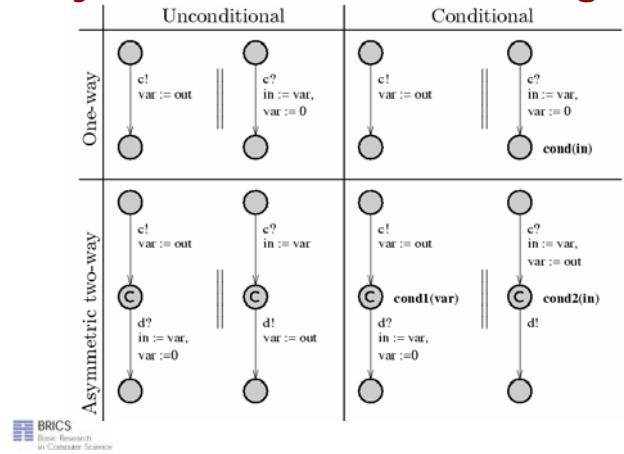 Unconditional
Conditional
One-way
c!
var := out
c?
in := var,
var := 0
c!
var := out
c?
in := var,
var := 0
cond(in)
Asymmetric two-way
c!
var := out
c?
in := var
c!
var := out
c?
in := var,
var := out
C
C
C
cond1(var)
C
cond2(in)
d?
in := var,
var :=0
d!
var := out
d?
in := var,
var :=0
d!
BRICS
Basic Research
in Computer Science